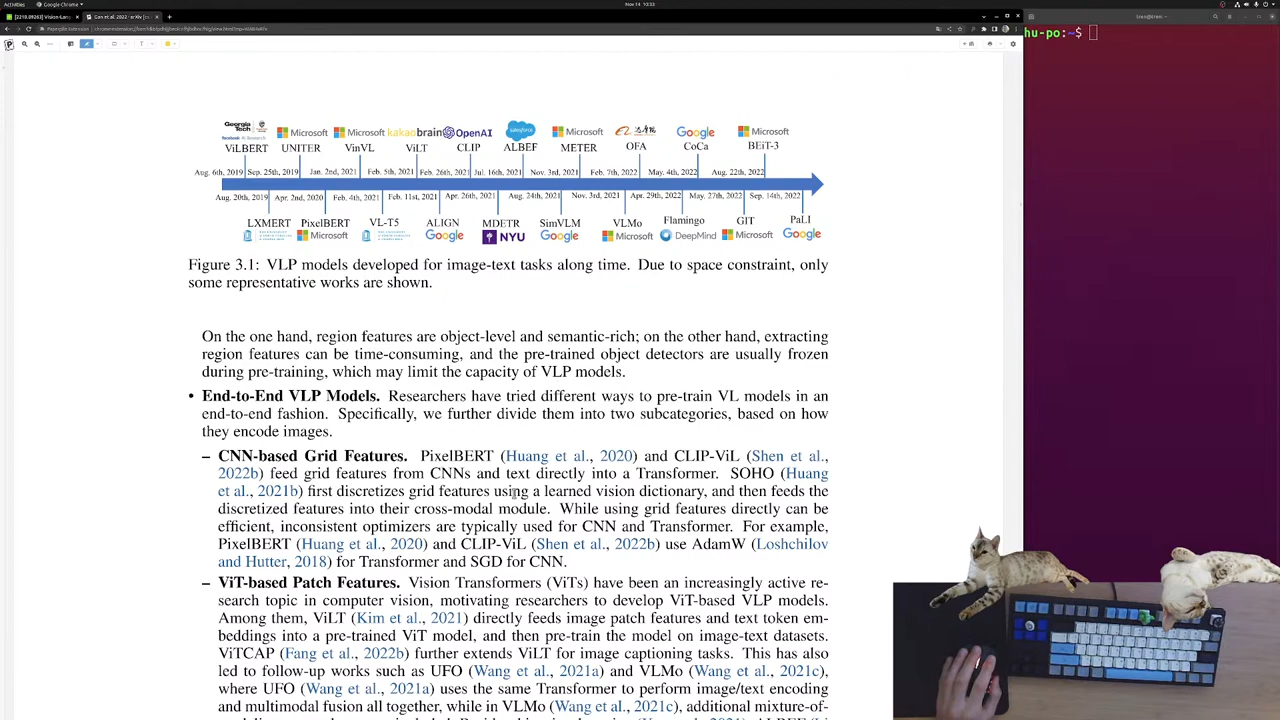 Activities
Google Chrome
Nov 14 10:33
[2210.09263] Vision-Lang
Gan et al. 2022 - arXiv
Georgia Tech
Facebook AI Research
Microsoft
Microsoft
kakaobrain
OpenAI
salesforce
Microsoft
Google
Microsoft
ViLBERT
UNITER
VinVL
ViLT
CLIP
ALBEF
METER
OFA
CoCa
BEiT-3
Aug. 6th, 2019
Sep. 25th, 2019
Jan. 2nd, 2021
Feb. 5th, 2021
Feb. 26th, 2021
Jul. 16th, 2021
Nov. 3rd, 2021
Feb. 7th, 2022
May. 4th, 2022
Aug. 22th, 2022
Aug. 20th, 2019
Apr. 2nd, 2020
Feb. 4th, 2021
Feb. 11st, 2021
Apr. 26th, 2021
Aug. 24th, 2021
Nov. 3rd, 2021
Apr. 29th, 2022
May. 27th, 2022
Sep. 14th, 2022
LXMERT
PixelBERT
VL-T5
ALIGN
MDETR
SimVLM
VLMo
Flamingo
GIT
PaLI
Microsoft
Google
NYU
Google
Microsoft
DeepMind
Microsoft
Google
Figure 3.1: VLP models developed for image-text tasks along time. Due to space constraint, only
some representative works are shown.
On the one hand, region features are object-level and semantic-rich; on the other hand, extracting
region features can be time-consuming, and the pre-trained object detectors are usually frozen
during pre-training, which may limit the capacity of VLP models.
• End-to-End VLP Models. Researchers have tried different ways to pre-train VL models in an
end-to-end fashion. Specifically, we further divide them into two subcategories, based on how
they encode images.
– CNN-based Grid Features. PixelBERT (Huang et al., 2020) and CLIP-ViL (Shen et al.,
2022b) feed grid features from CNNs and text directly into a Transformer. SOHO (Huang
et al., 2021b) first discretizes grid features using a learned vision dictionary, and then feeds the
discretized features into their cross-modal module. While using grid features directly can be
efficient, inconsistent optimizers are typically used for CNN and Transformer. For example,
PixelBERT (Huang et al., 2020) and CLIP-ViL (Shen et al., 2022b) use AdamW (Loshchilov
and Hutter, 2018) for Transformer and SGD for CNN.
– ViT-based Patch Features. Vision Transformers (ViTs) have been an increasingly active re-
search topic in computer vision, motivating researchers to develop ViT-based VLP models.
Among them, ViLT (Kim et al., 2021) directly feeds image patch features and text token em-
beddings into a pre-trained ViT model, and then pre-train the model on image-text datasets.
ViTCAP (Fang et al., 2022b) further extends ViLT for image captioning tasks. This has also
led to follow-up works such as UFO (Wang et al., 2021a) and VLMo (Wang et al., 2021c),
where UFO (Wang et al., 2021a) uses the same Transformer to perform image/text encoding
and multimodal fusion all together, while in VLMo (Wang et al., 2021c), additional mixture-of-
hu-po:~$